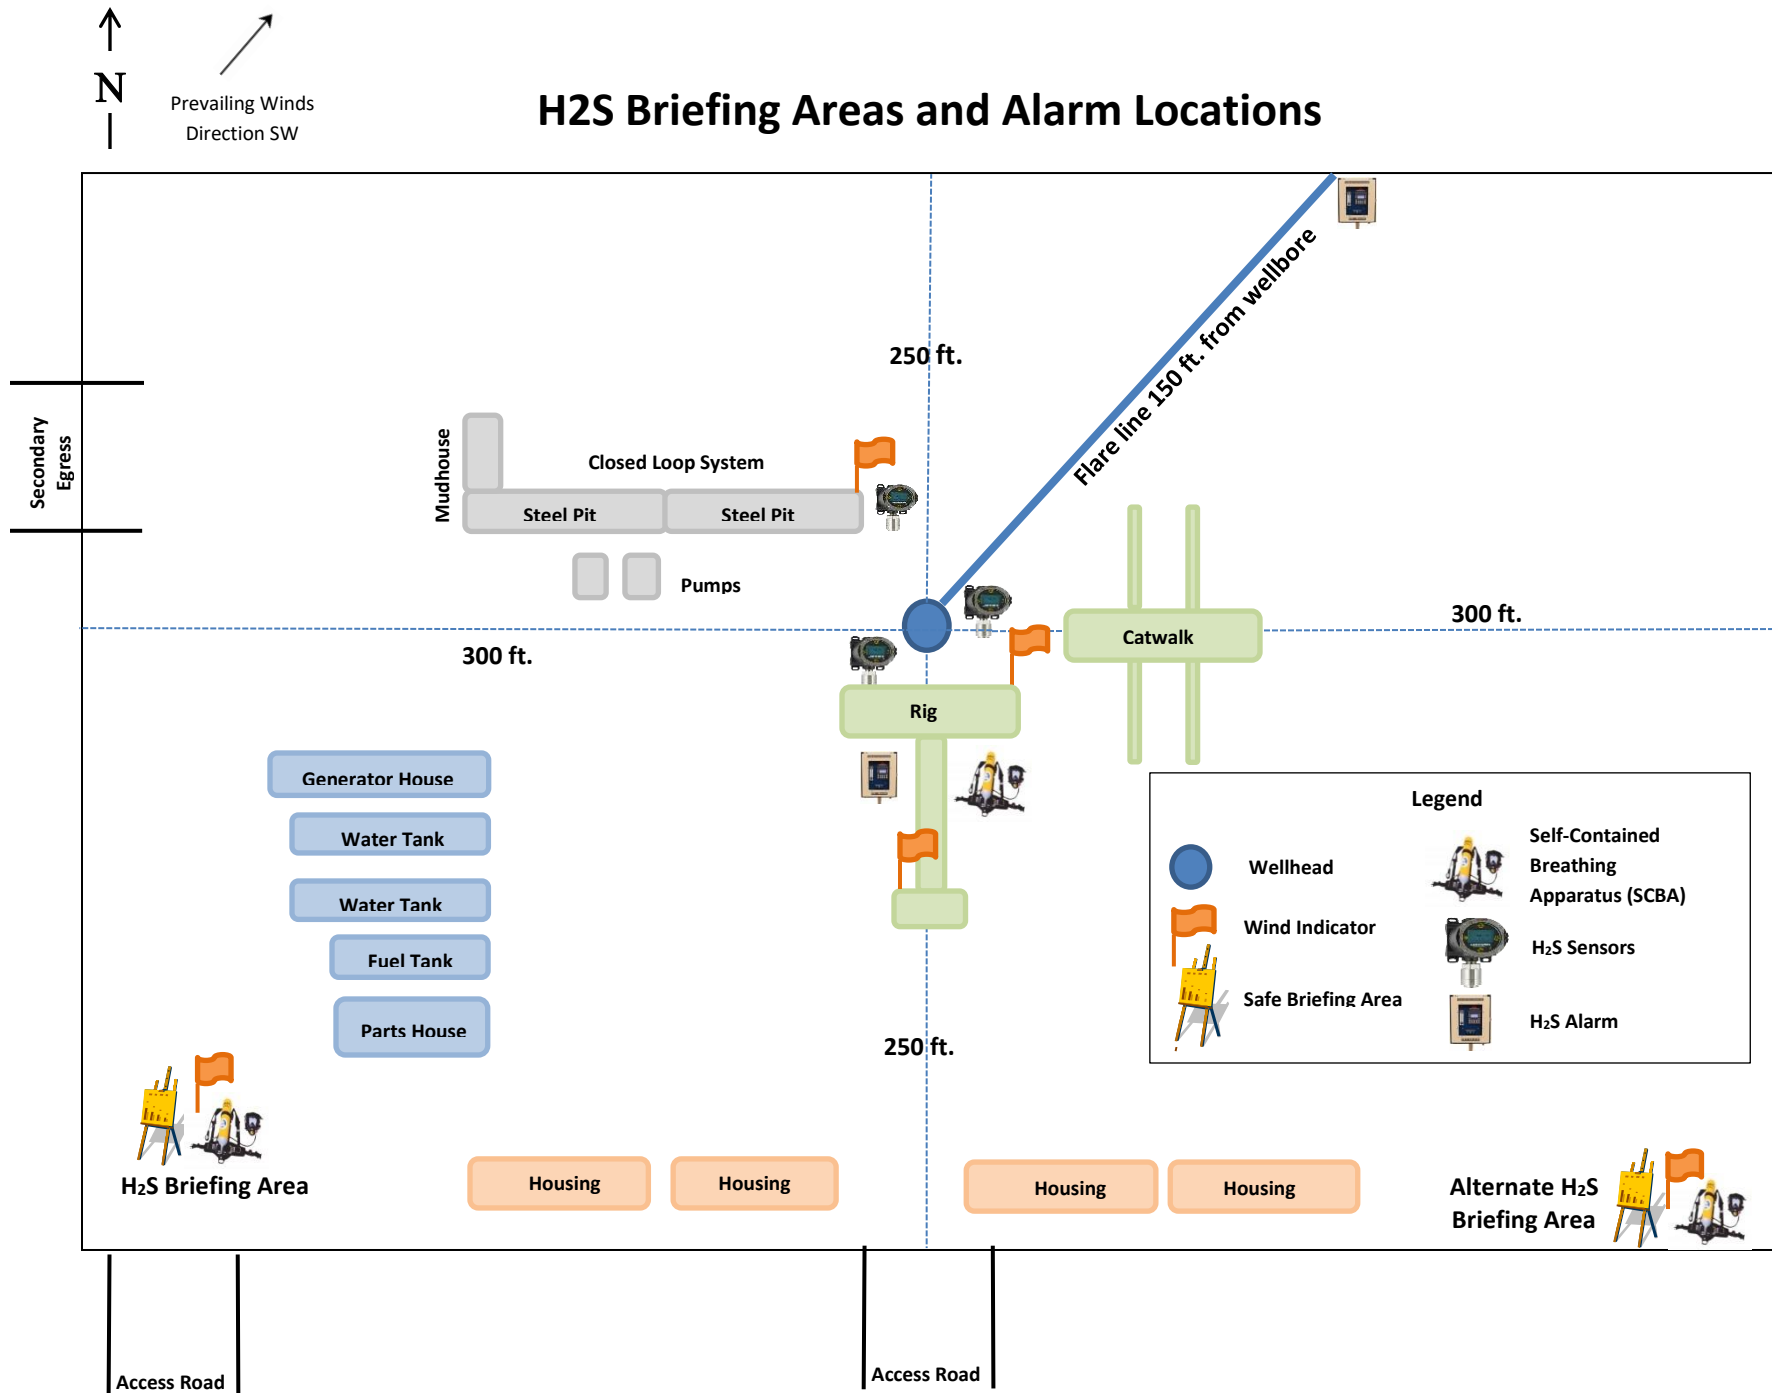 N
Prevailing Winds
Direction SW
H2S Briefing Areas and Alarm Locations
250 ft.
Flare line 150 ft. from wellbore
Secondary
Egress
Mudhouse
Closed Loop System
Steel Pit
Steel Pit
Pumps
300 ft.
Catwalk
300 ft.
Rig
Generator House
Water Tank
Water Tank
Fuel Tank
Parts House
250 ft.
Legend
Wellhead
Wind Indicator
Safe Briefing Area
Self-Contained
Breathing
Apparatus (SCBA)
H2S Sensors
H2S Alarm
H2S Briefing Area
Housing
Housing
Housing
Housing
Alternate H2S
Briefing Area
Access Road
Access Road